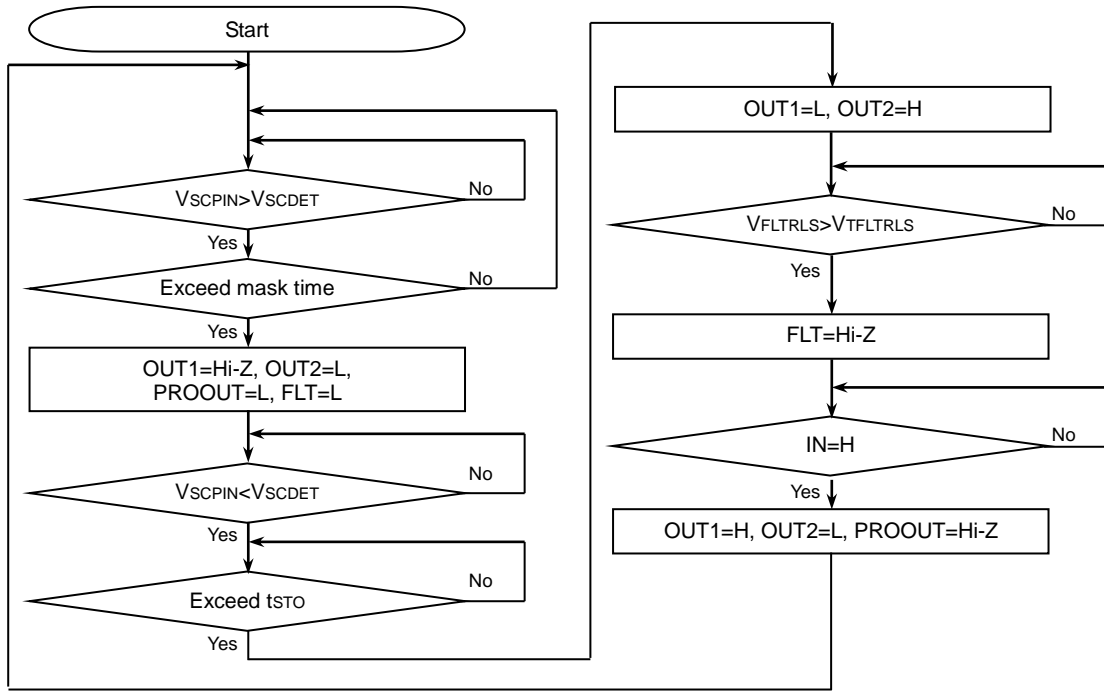 Start
VSCPIN>VSCDET
No
Yes
Exceed mask time
No
Yes
OUT1=Hi-Z, OUT2=L,
PROOUT=L, FLT=L
VSCPIN<VSCDET
No
Yes
Exceed tSTO
No
Yes
OUT1=L, OUT2=H
VFLTRLS>VTFLTRLS
No
Yes
FLT=Hi-Z
IN=H
No
Yes
OUT1=H, OUT2=L, PROOUT=Hi-Z